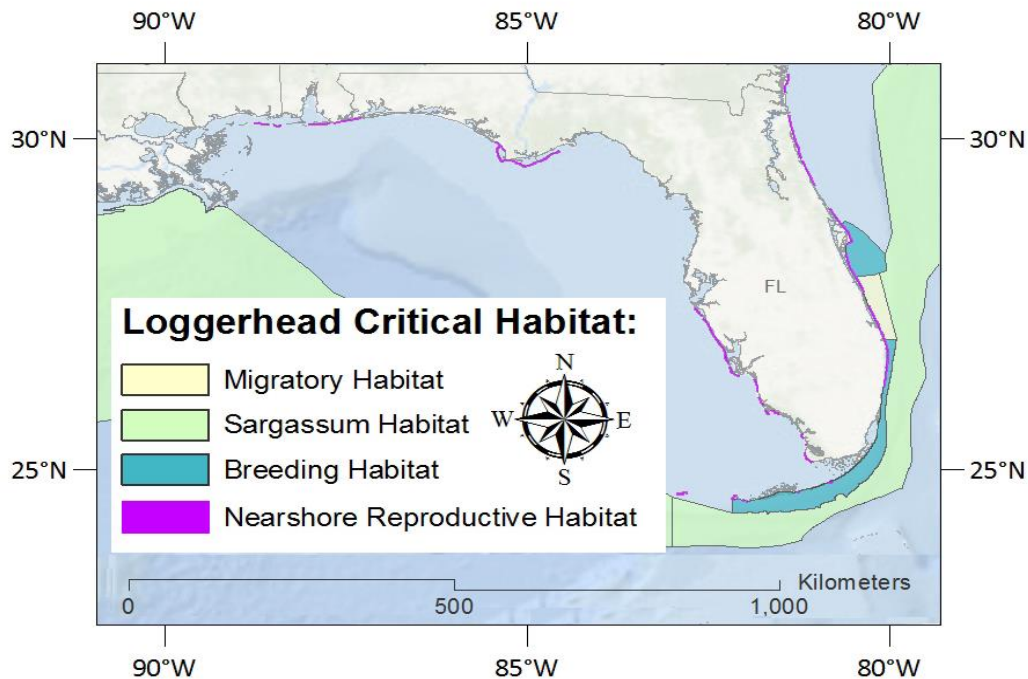 90°W 85°W 80°W
30°N 30°N
FL
Loggerhead Critical Habitat:
Migratory Habitat
Sargassum Habitat
Breeding Habitat
Nearshore Reproductive Habitat
N
W E
S
25°N 25°N
Kilometers
0 500 1,000
90°W 85°W 80°W